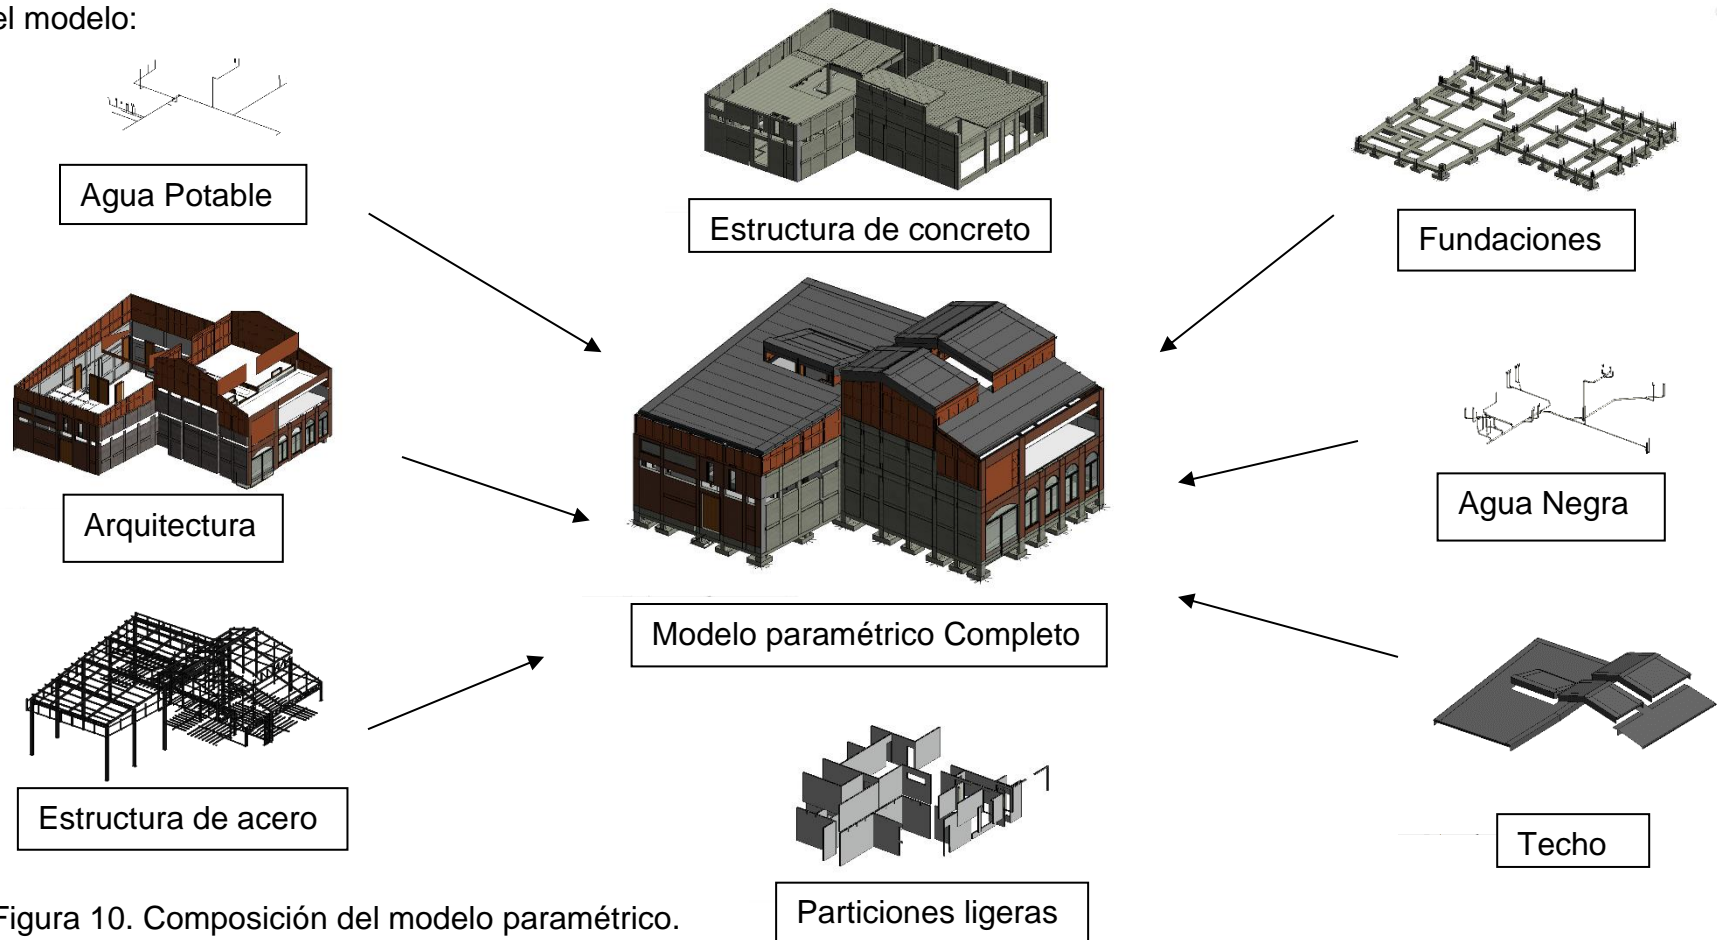 el modelo:
Agua Potable
Estructura de concreto
Fundaciones
Arquitectura
Agua Negra
Modelo paramétrico Completo
Estructura de acero
Techo
Particiones ligeras
Figura 10. Composición del modelo paramétrico.